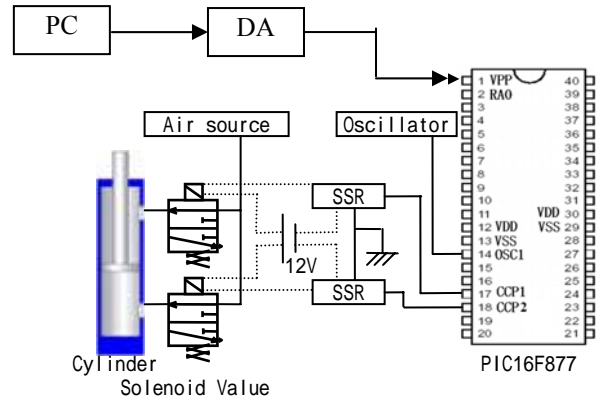 PC
DA
Air source
Oscillator
SSR
12V
SSR
Cylinder
Solenoid Value
1 VPP 40
2 RA0 39
3 38
4 37
5 36
6 35
7 34
8 33
9 32
10 31
11 VDD 30
12 VDD VSS 29
13 VSS 28
14 OSC1 27
15 26
16 25
17 CCP1 24
18 CCP2 23
19 22
20 21
PIC16F877